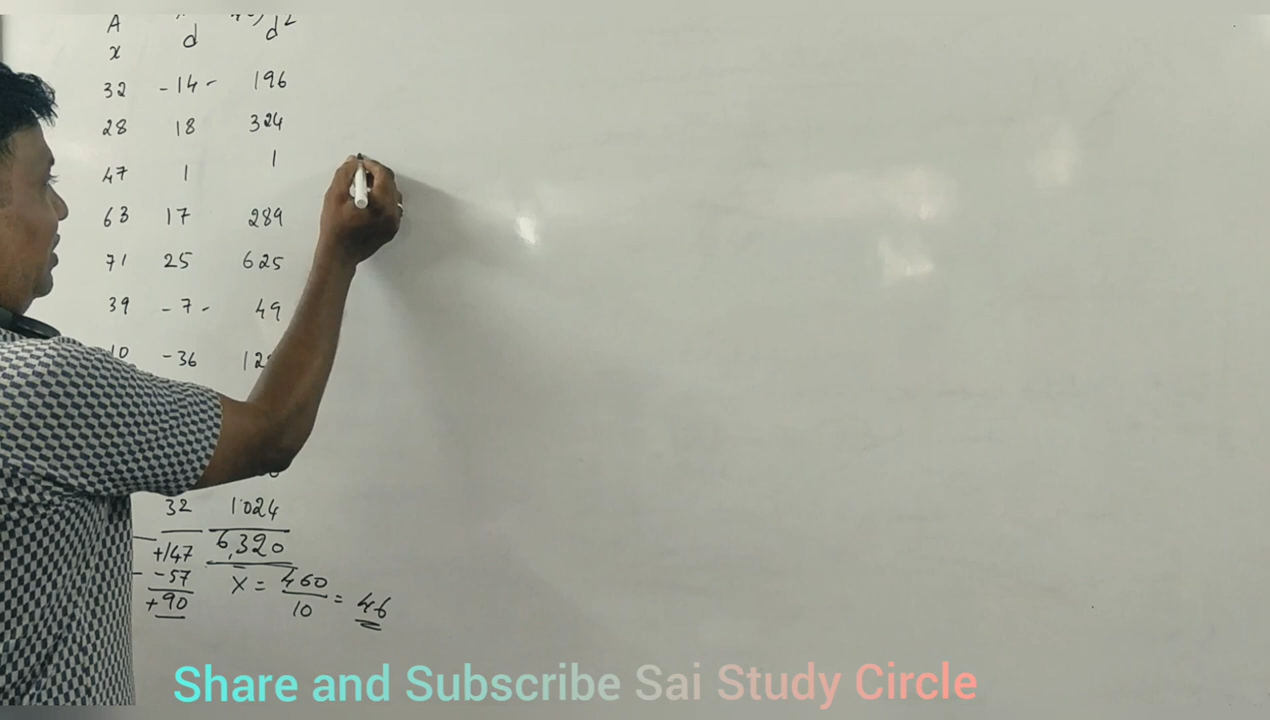 A
x d d²
32 -14- 196
28 18 324
47 1 1
63 17 289
71 25 625
39 -7- 49
10 -36
32 1024
+147 6,320
-57 x̄ = 460/10 = 46
+90
Share and Subscribe Sai Study Circle